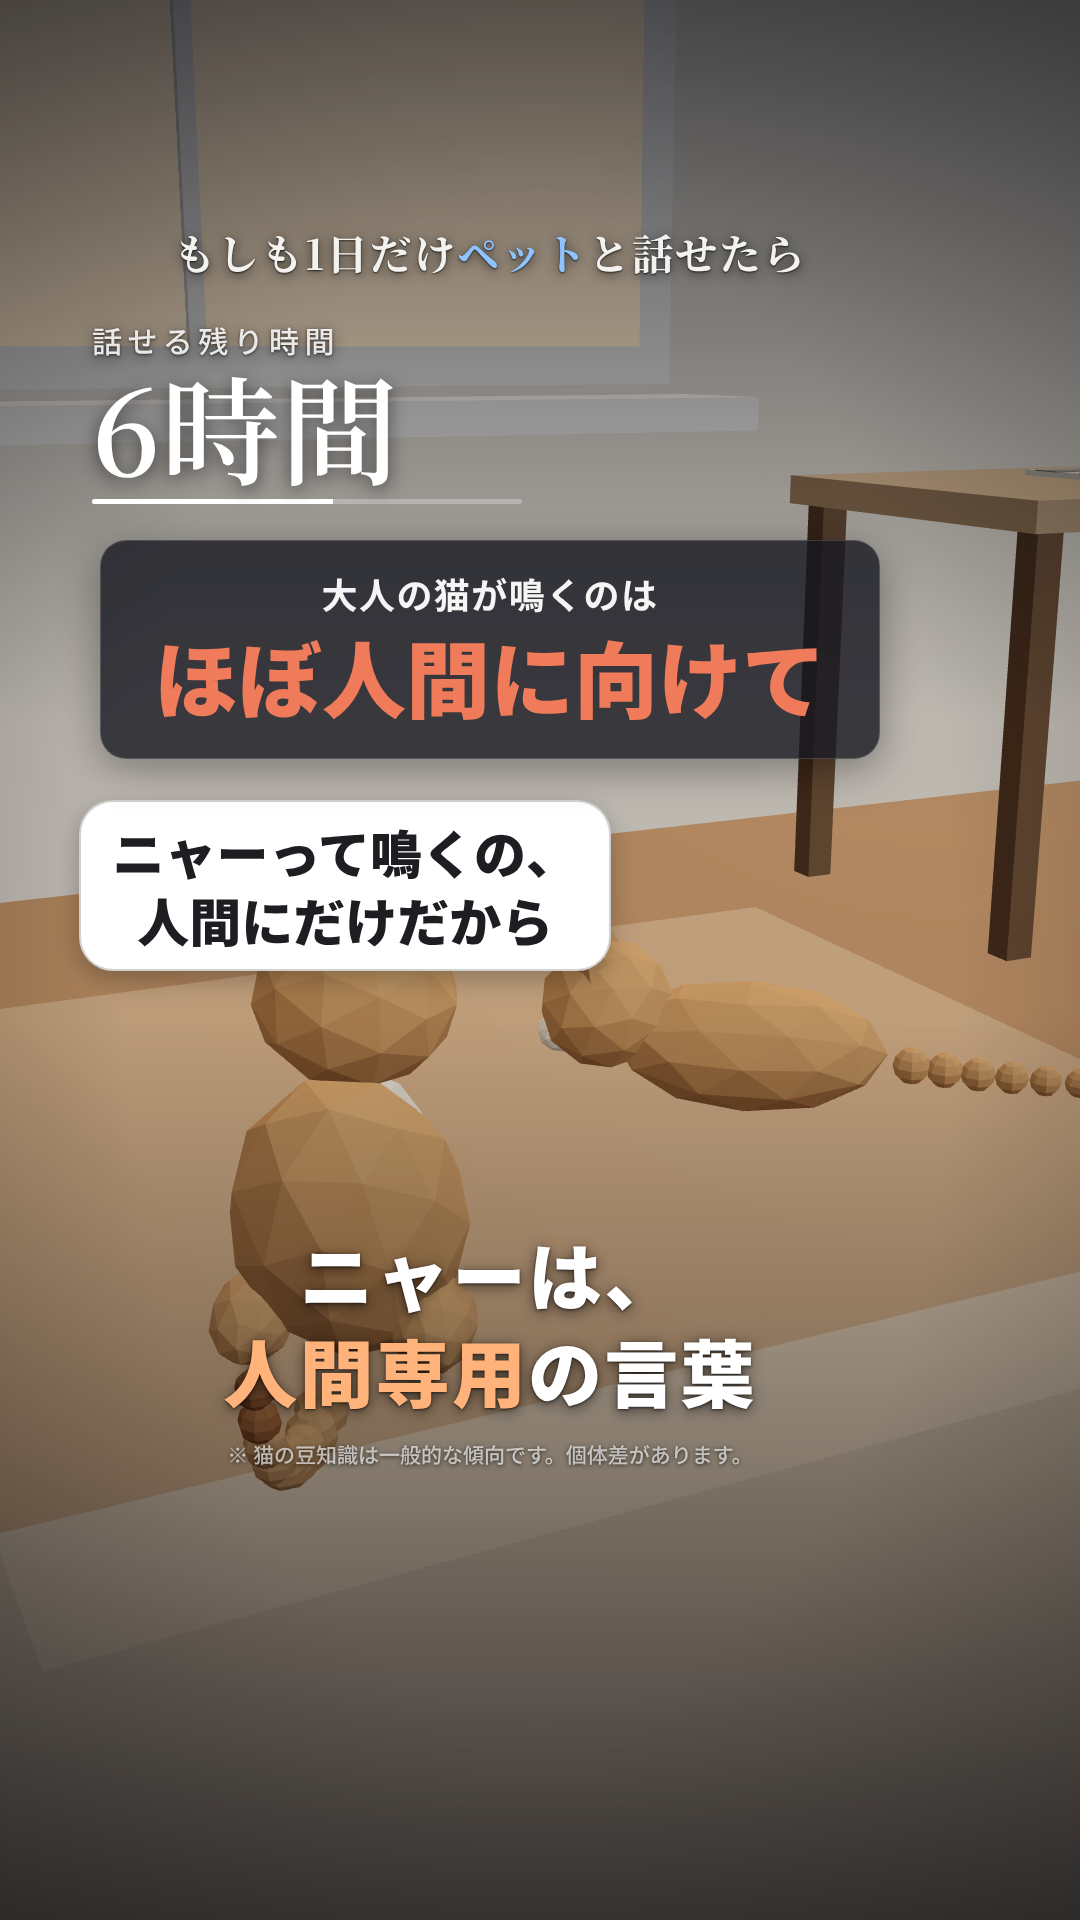 もしも1日だけペットと話せたら
話せる残り時間
6時間
大人の猫が鳴くのは
ほぼ人間に向けて
ニャーって鳴くの、
人間にだけだから
ニャーは、
人間専用の言葉
※ 猫の豆知識は一般的な傾向です。個体差があります。